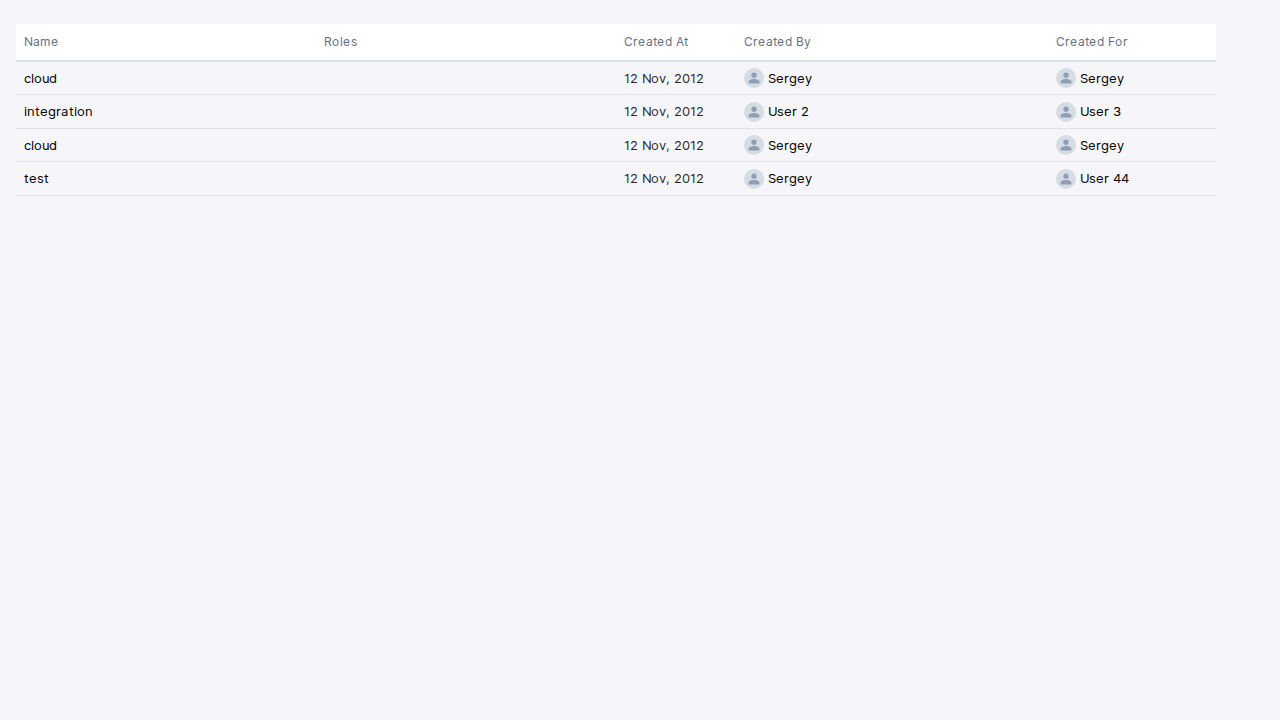 Name Roles Created At Created By Created For
cloud 12 Nov, 2012 Sergey Sergey
integration 12 Nov, 2012 User 2 User 3
cloud 12 Nov, 2012 Sergey Sergey
test 12 Nov, 2012 Sergey User 44